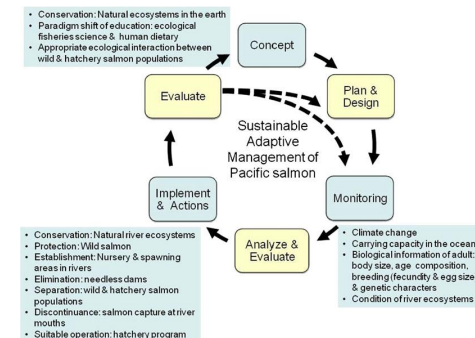 • Conservation: Natural ecosystems in the earth
• Paradigm shift of education: ecological
fisheries science & human dietary
• Appropriate ecological interaction between
wild & hatchery salmon populations
Concept
Evaluate
Plan &
Design
Sustainable
Adaptive
Management of
Pacific salmon
Implement
& Actions
Monitoring
Analyze &
Evaluate
• Conservation: Natural river ecosystems
• Protection: Wild salmon
• Establishment: Nursery & spawning
areas in rivers
• Elimination: needless dams
• Separation: wild & hatchery salmon
populations
• Discontinuance: salmon capture at river
mouths
• Suitable operation: hatchery program
• Climate change
• Carrying capacity in the ocean
• Biological information of adult:
body size, age composition,
breeding (fecundity & egg size
& genetic characters
• Condition of river ecosystems